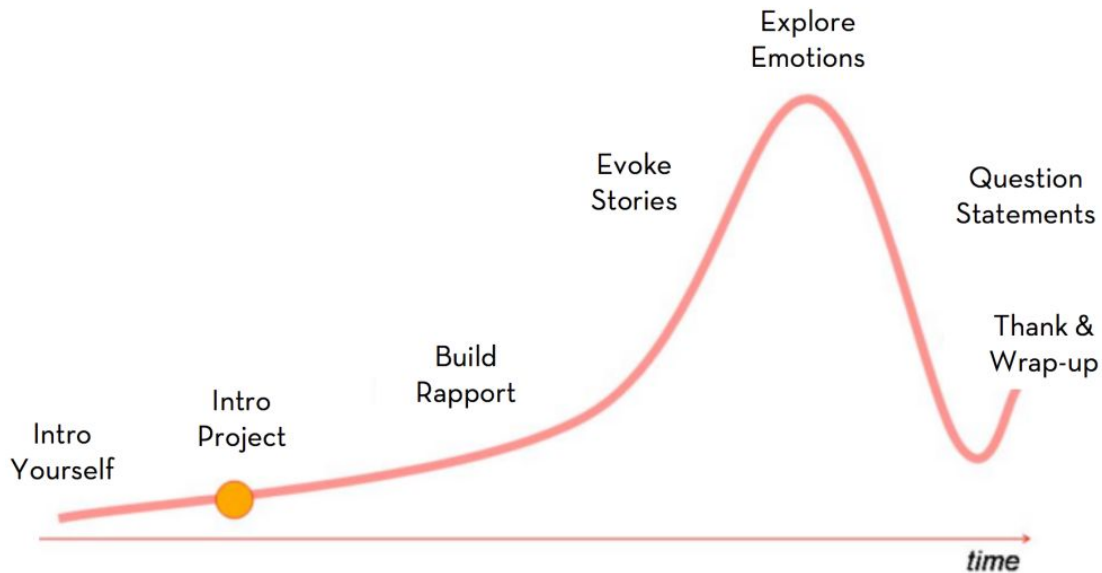 Intro
Yourself
Intro
Project
Build
Rapport
Evoke
Stories
Explore
Emotions
Question
Statements
Thank &
Wrap-up
time